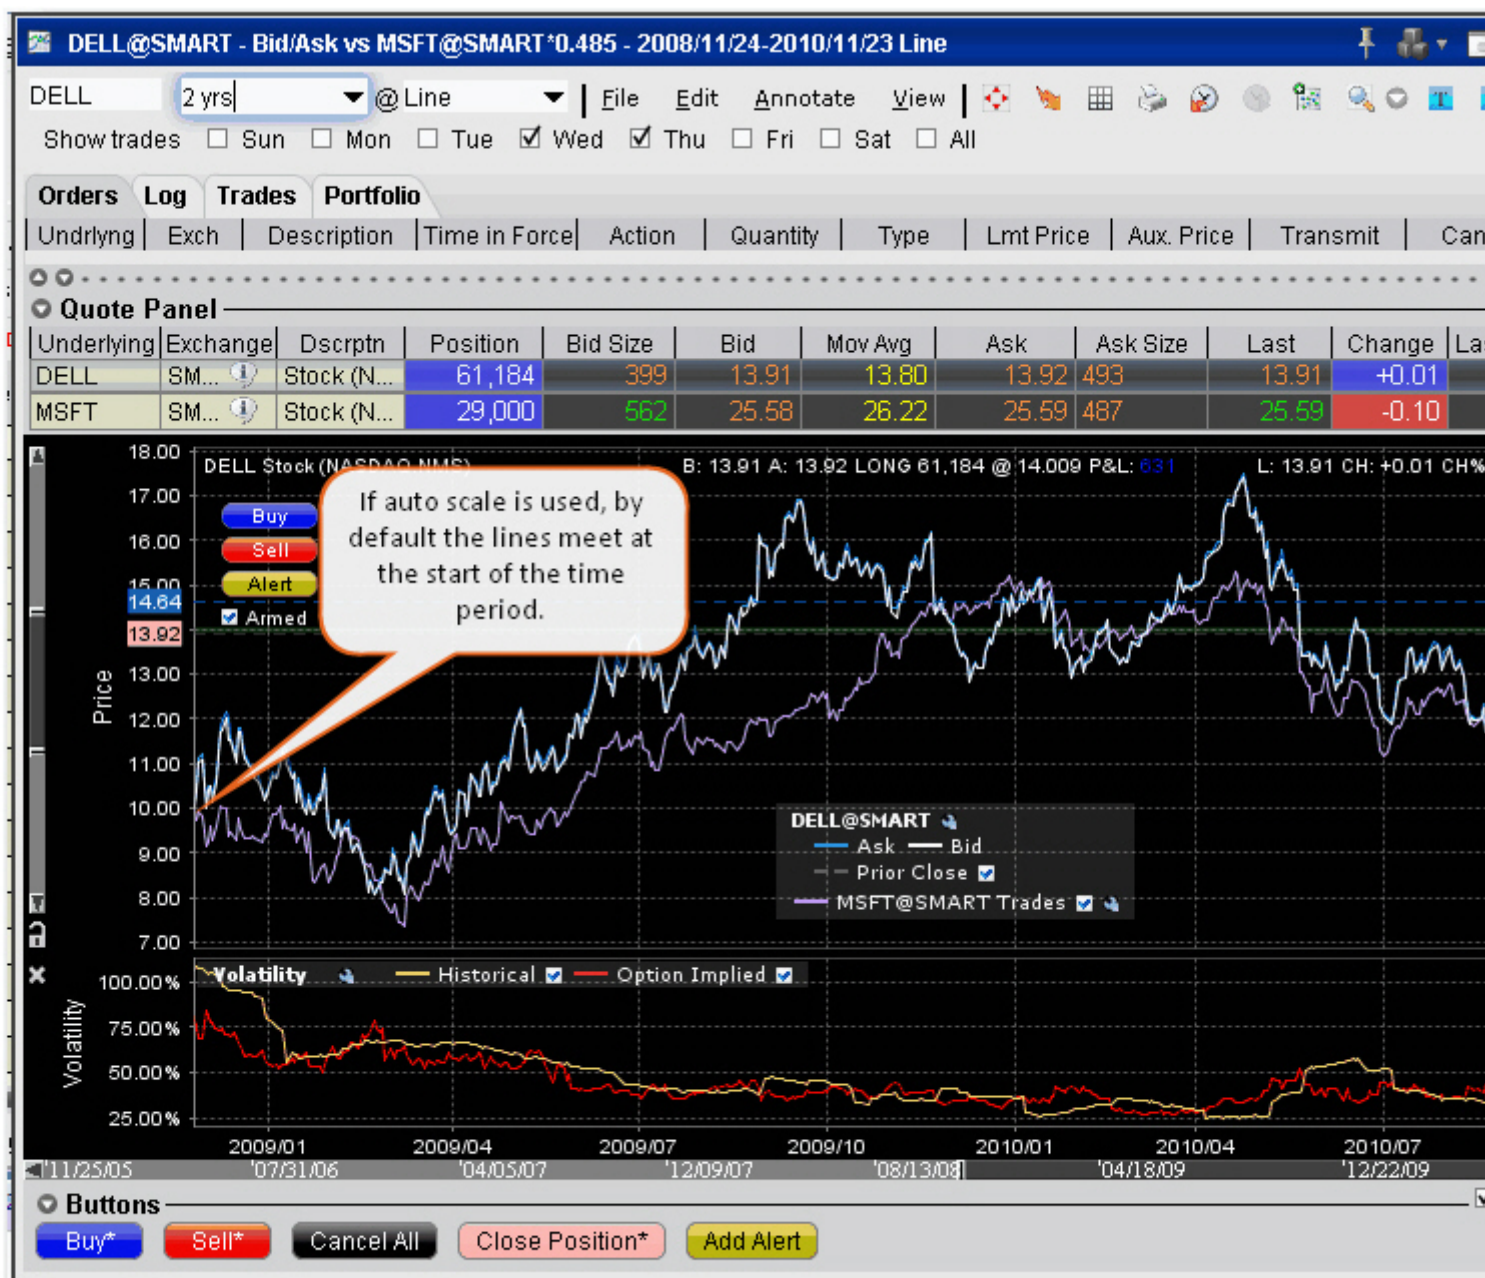 DELL@SMART - Bid/Ask vs MSFT@SMART*0.485 - 2008/11/24-2010/11/23 Line
DELL 2 yrs @ Line File Edit Annotate View
Show trades Sun Mon Tue Wed Thu Fri Sat All
Orders Log Trades Portfolio
Undrlyng Exch Description Time in Force Action Quantity Type Lmt Price Aux. Price Transmit Can
Quote Panel
Underlying Exchange Dscrptn Position Bid Size Bid Mov Avg Ask Ask Size Last Change La
DELL SM... Stock (N... 61,184 399 13.91 13.80 13.92 493 13.91 +0.01
MSFT SM... Stock (N... 29,000 562 25.58 26.22 25.59 487 25.59 -0.10
18.00
DELL Stock (NASDAQ NMS) B: 13.91 A: 13.92 LONG 61,184 @ 14.009 P&L: 631 L: 13.91 CH: +0.01 CH%
If auto scale is used, by
default the lines meet at
the start of the time
period.
17.00
Buy
16.00
Sell
15.00
Alert
14.64
Armed
13.92
13.00
Price
12.00
11.00
10.00
DELL@SMART
Ask Bid
9.00
Prior Close
8.00
MSFT@SMART Trades
7.00
Volatility Historical Option Implied
100.00%
75.00%
Volatility
50.00%
25.00%
2009/01 2009/04 2009/07 2009/10 2010/01 2010/04 2010/07
'11/25/05 '07/31/06 '04/05/07 '12/09/07 '08/13/08 '04/18/09 '12/22/09
Buttons
Buy* Sell* Cancel All Close Position* Add Alert